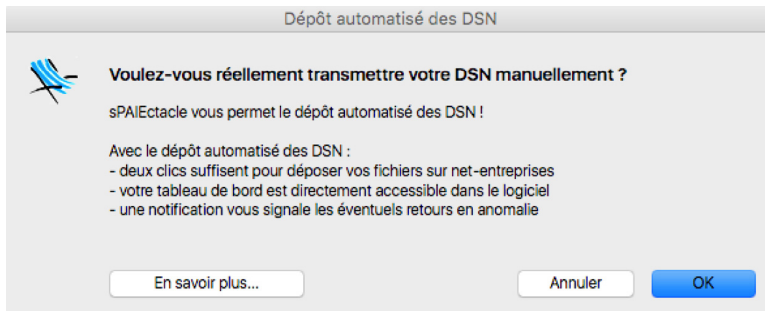 Dépôt automatisé des DSN
Voulez-vous réellement transmettre votre DSN manuellement ?
sPAIEctacle vous permet le dépôt automatisé des DSN !
Avec le dépôt automatisé des DSN :
- deux clics suffisent pour déposer vos fichiers sur net-entreprises
- votre tableau de bord est directement accessible dans le logiciel
- une notification vous signale les éventuels retours en anomalie
En savoir plus... Annuler OK